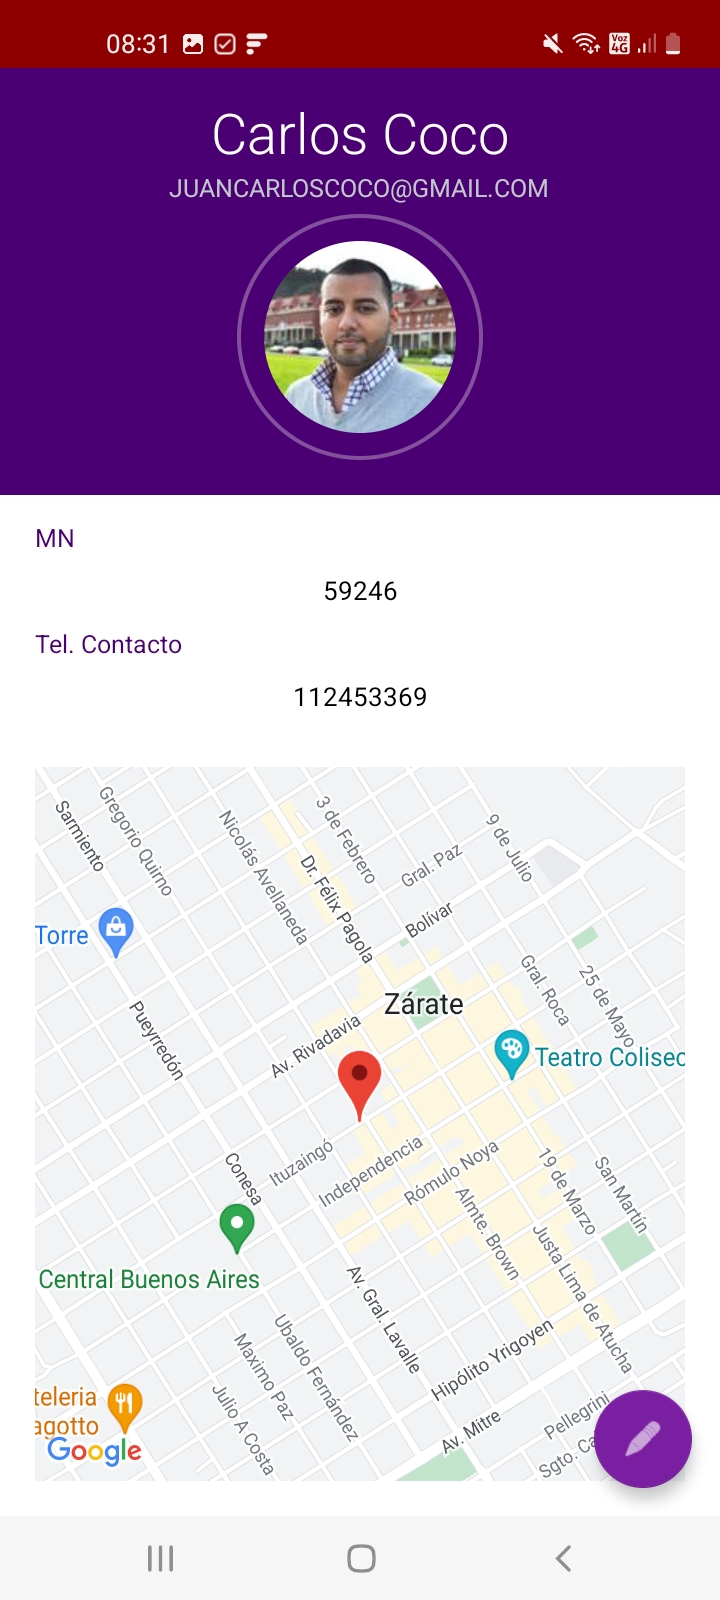 08:31
Voz
4G
Carlos Coco
JUANCARLOSCOCO@GMAIL.COM
MN
59246
Tel. Contacto
112453369
Sarmiento
Gregorio Quirno
Nicolás Avellaneda
3 de Febrero
Dr. Félix Pagola
Gral. Paz
9 de Julio
Bolívar
Torre
Zárate
Gral. Roca
25 de Mayo
Pueyrredón
Av. Rivadavia
Teatro Coliseo
Conesa
Ituzaingó
Independencia
Rómulo Noya
19 de Marzo
San Martín
Almte. Brown
Central Buenos Aires
Justa Lima de Atucha
Av. Gral. Lavalle
Ubaldo Fernández
Maximo Paz
Hipólito Yrigoyen
Julio A Costa
teleria
agotto
Google
Av. Mitre
Pellegrini
Sgto. Ca